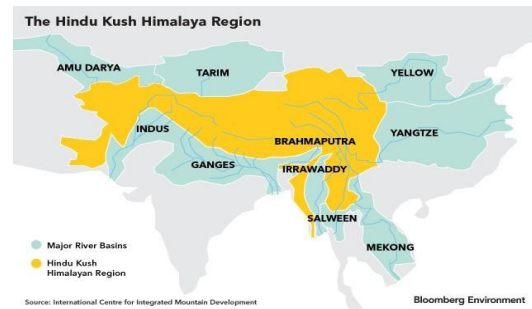 The Hindu Kush Himalaya Region
AMU DARYA
TARIM
YELLOW
INDUS
YANGTZE
BRAHMAPUTRA
GANGES
IRRAWADDY
SALWEEN
MEKONG
Major River Basins
Hindu Kush
Himalayan Region
Source: International Centre for Integrated Mountain Development
Bloomberg Environment